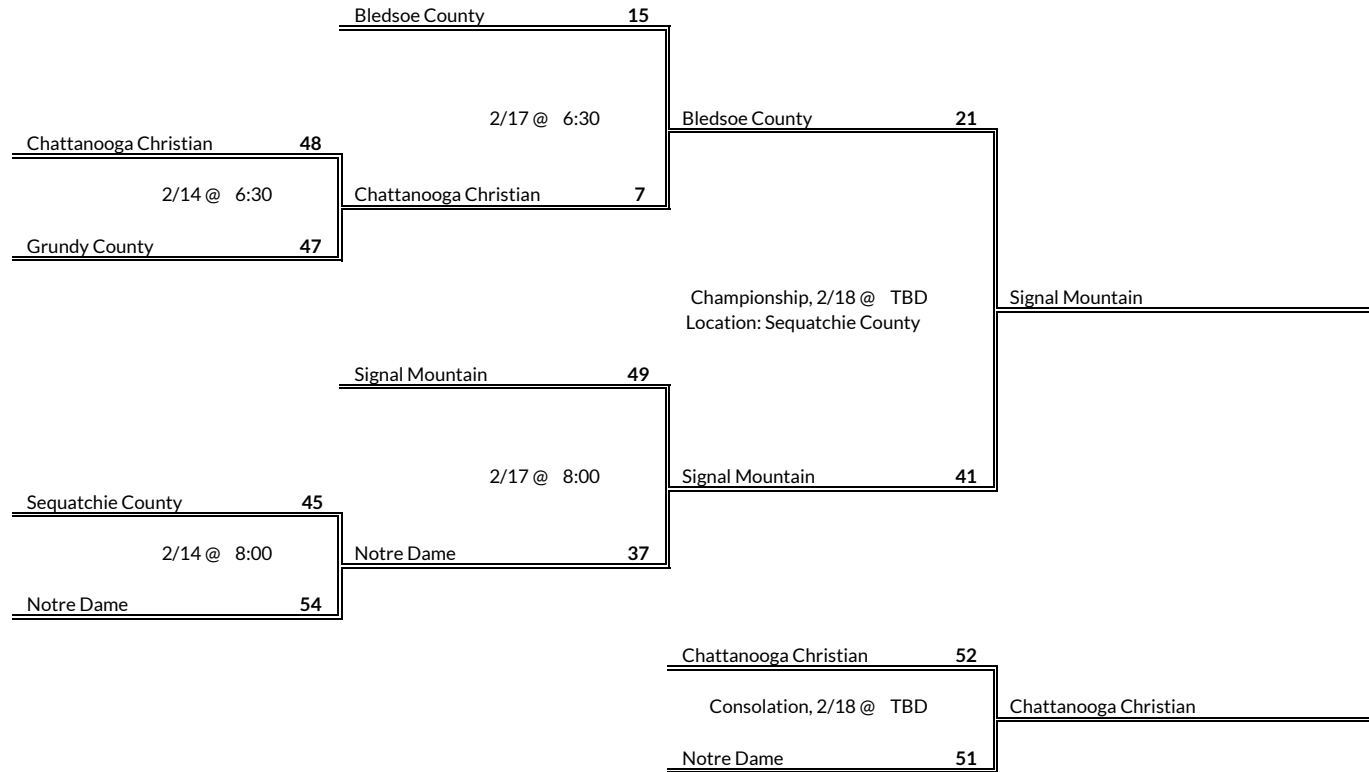 Bledsoe County 15
2/17 @ 6:30
Bledsoe County 21
Chattanooga Christian 48
2/14 @ 6:30
Chattanooga Christian 7
Grundy County 47
Championship, 2/18 @ TBD
Signal Mountain
Location: Sequatchie County
Signal Mountain 49
2/17 @ 8:00
Signal Mountain 41
Sequatchie County 45
2/14 @ 8:00
Notre Dame 37
Notre Dame 54
Chattanooga Christian 52
Consolation, 2/18 @ TBD
Chattanooga Christian
Notre Dame 51